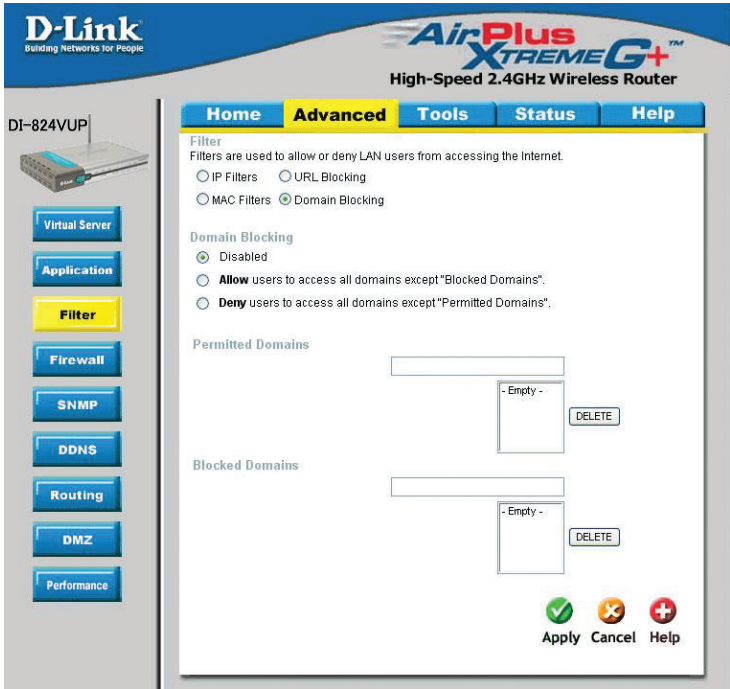 D-Link
Building Networks for People
AirPlus
XTREME G+™
High-Speed 2.4GHz Wireless Router
DI-824VUP
Home Advanced Tools Status Help
Virtual Server
Application
Filter
Firewall
SNMP
DDNS
Routing
DMZ
Performance
Filter
Filters are used to allow or deny LAN users from accessing the Internet.
IP Filters URL Blocking
MAC Filters Domain Blocking
Domain Blocking
Disabled
Allow users to access all domains except "Blocked Domains".
Deny users to access all domains except "Permitted Domains".
Permitted Domains
- Empty -
DELETE
Blocked Domains
- Empty -
DELETE
Apply Cancel Help